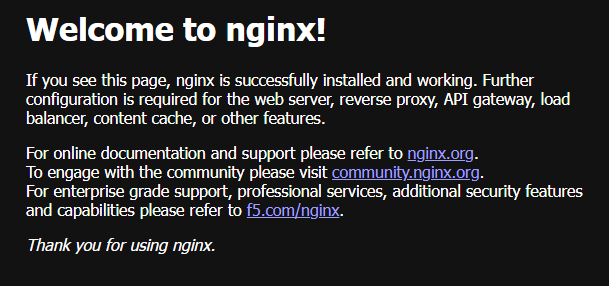 Welcome to nginx!
If you see this page, nginx is successfully installed and working. Further
configuration is required for the web server, reverse proxy, API gateway, load
balancer, content cache, or other features.
For online documentation and support please refer to nginx.org.
To engage with the community please visit community.nginx.org.
For enterprise grade support, professional services, additional security features
and capabilities please refer to f5.com/nginx.
Thank you for using nginx.